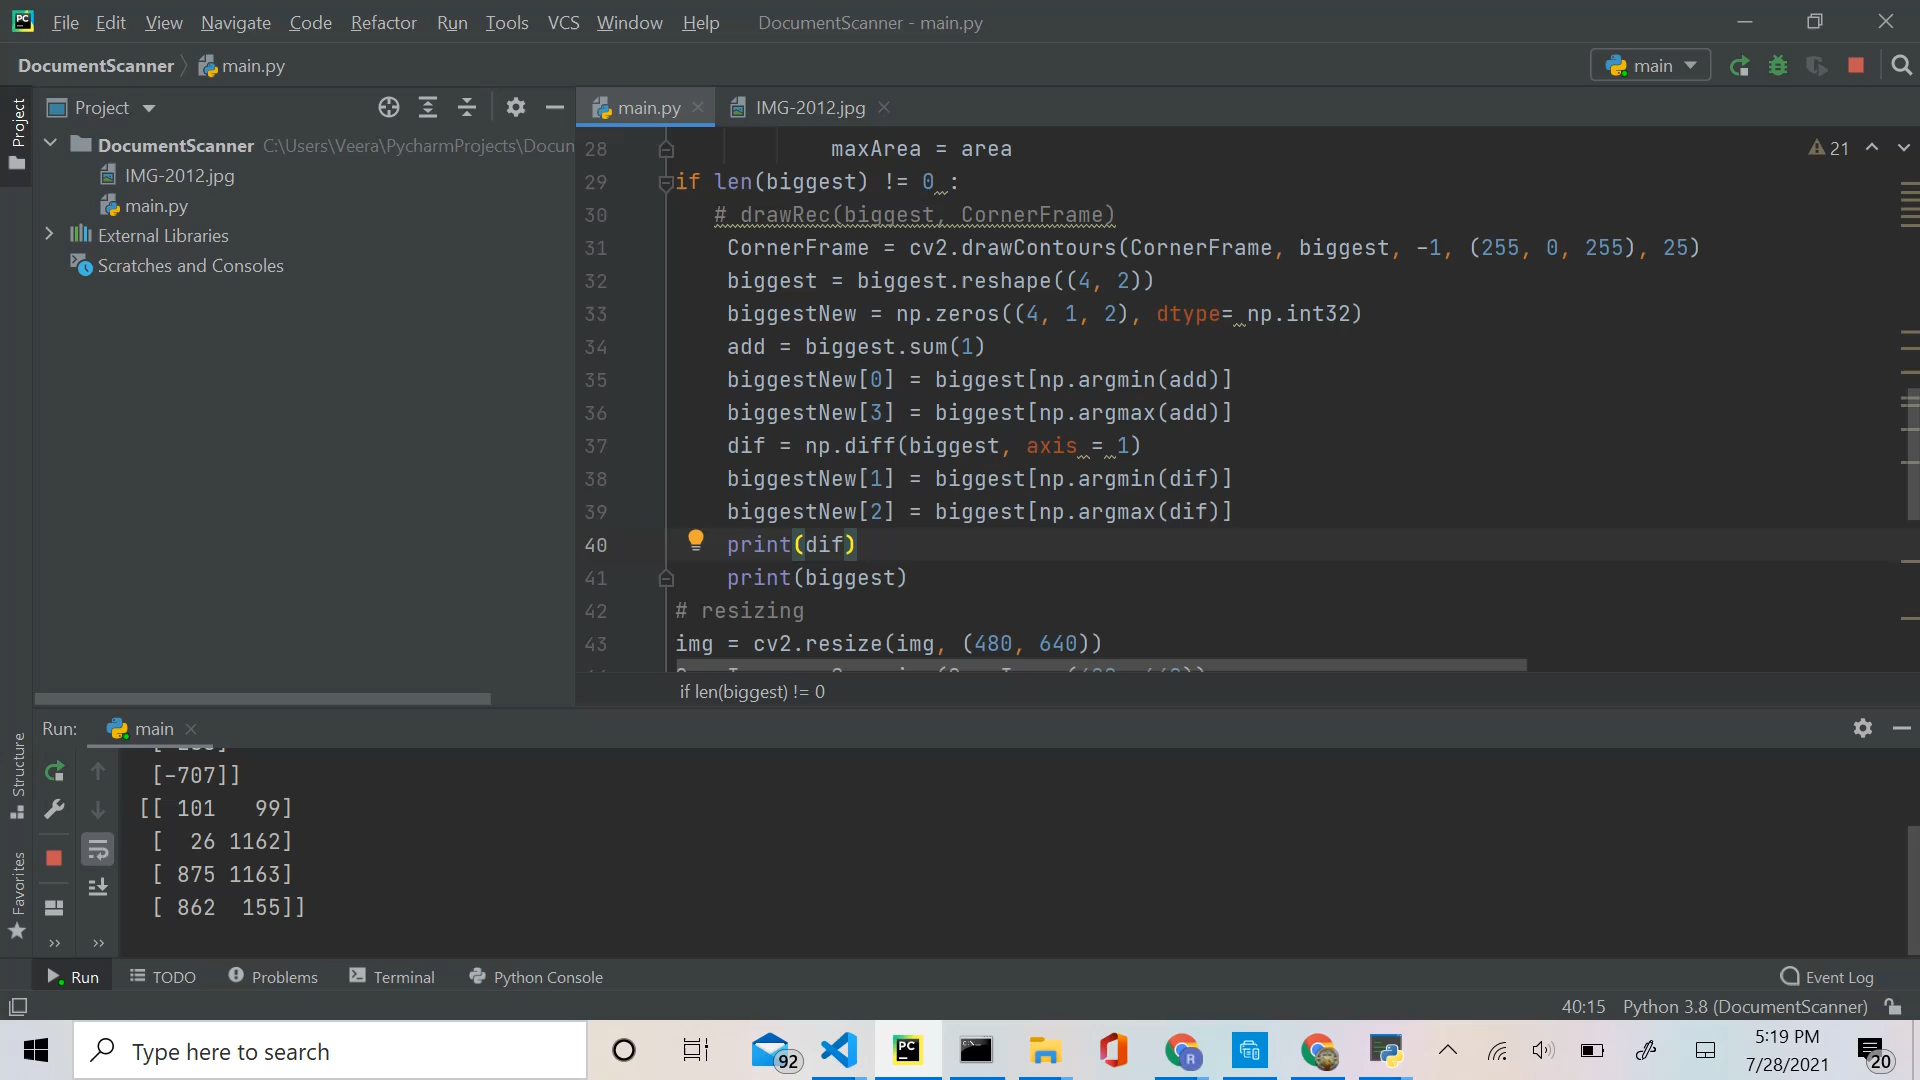 File Edit View Navigate Code Refactor Run Tools VCS Window Help DocumentScanner - main.py
DocumentScanner main.py main
Project
Project
main.py IMG-2012.jpg
DocumentScanner C:\Users\Veera\PycharmProjects\Docun
IMG-2012.jpg
main.py
External Libraries
Scratches and Consoles
28 maxArea = area
29 if len(biggest) != 0 :
30 # drawRec(biggest, CornerFrame)
31 CornerFrame = cv2.drawContours(CornerFrame, biggest, -1, (255, 0, 255), 25)
32 biggest = biggest.reshape((4, 2))
33 biggestNew = np.zeros((4, 1, 2), dtype= np.int32)
34 add = biggest.sum(1)
35 biggestNew[0] = biggest[np.argmin(add)]
36 biggestNew[3] = biggest[np.argmax(add)]
37 dif = np.diff(biggest, axis = 1)
38 biggestNew[1] = biggest[np.argmin(dif)]
39 biggestNew[2] = biggest[np.argmax(dif)]
40 print(dif)
41 print(biggest)
42 # resizing
43 img = cv2.resize(img, (480, 640))
21
if len(biggest) != 0
Run: main
Structure
Favorites
[-707]]
[[ 101 99]
[ 26 1162]
[ 875 1163]
[ 862 155]]
Run TODO Problems Terminal Python Console Event Log
40:15 Python 3.8 (DocumentScanner)
Type here to search
92
R
5:19 PM
7/28/2021
20